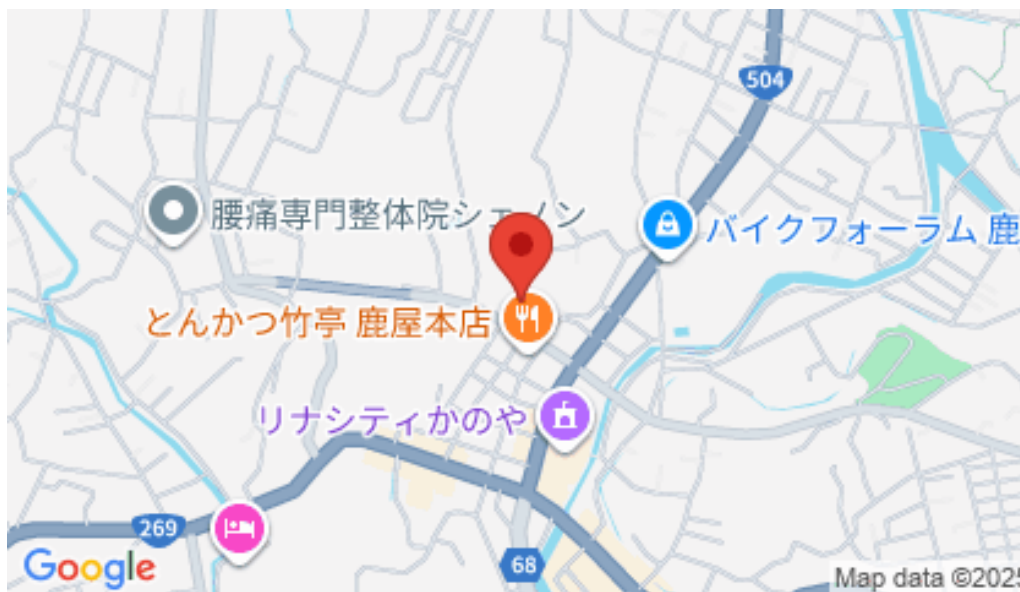 504
腰痛専門整体院シェノン
バイクフォーラム 鹿
とんかつ竹亭 鹿屋本店
リナシティかのや
269
68
Google
Map data ©2025